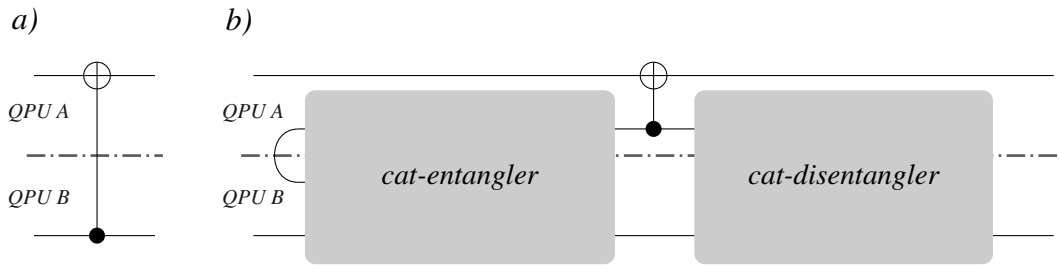 a)
QPU A
QPU B
b)
QPU A
QPU B
cat-entangler
cat-disentangler